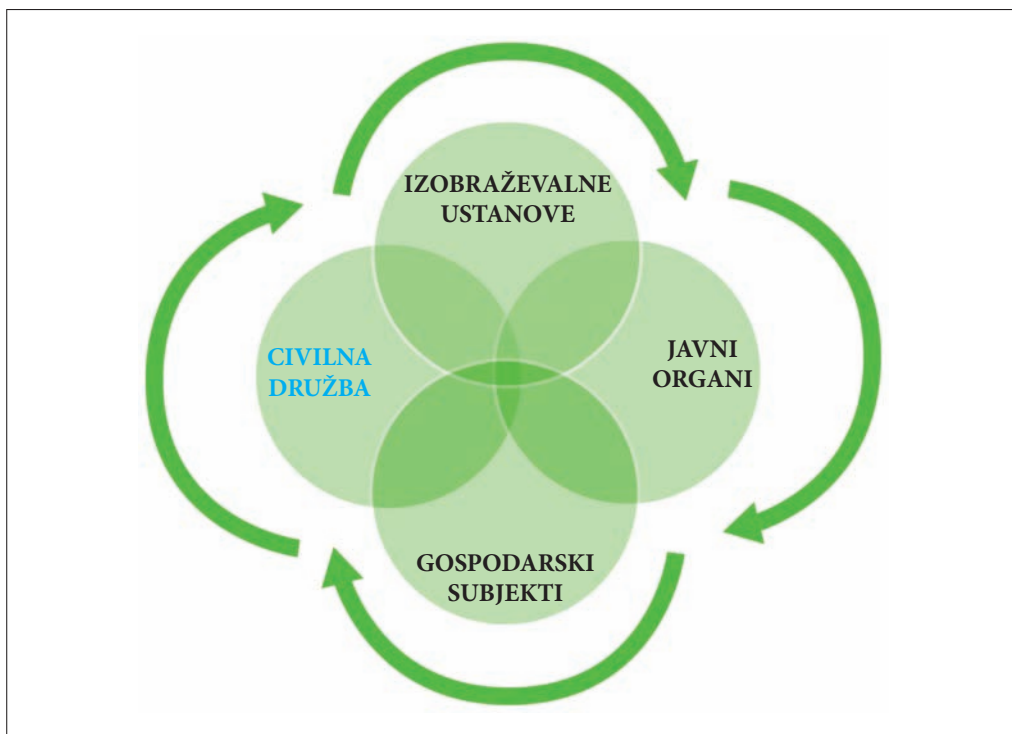 IZOBRAŽEVALNE
USTANOVE
CIVILNA
DRUŽBA
JAVNI
ORGANI
GOSPODARSKI
SUBJEKTI